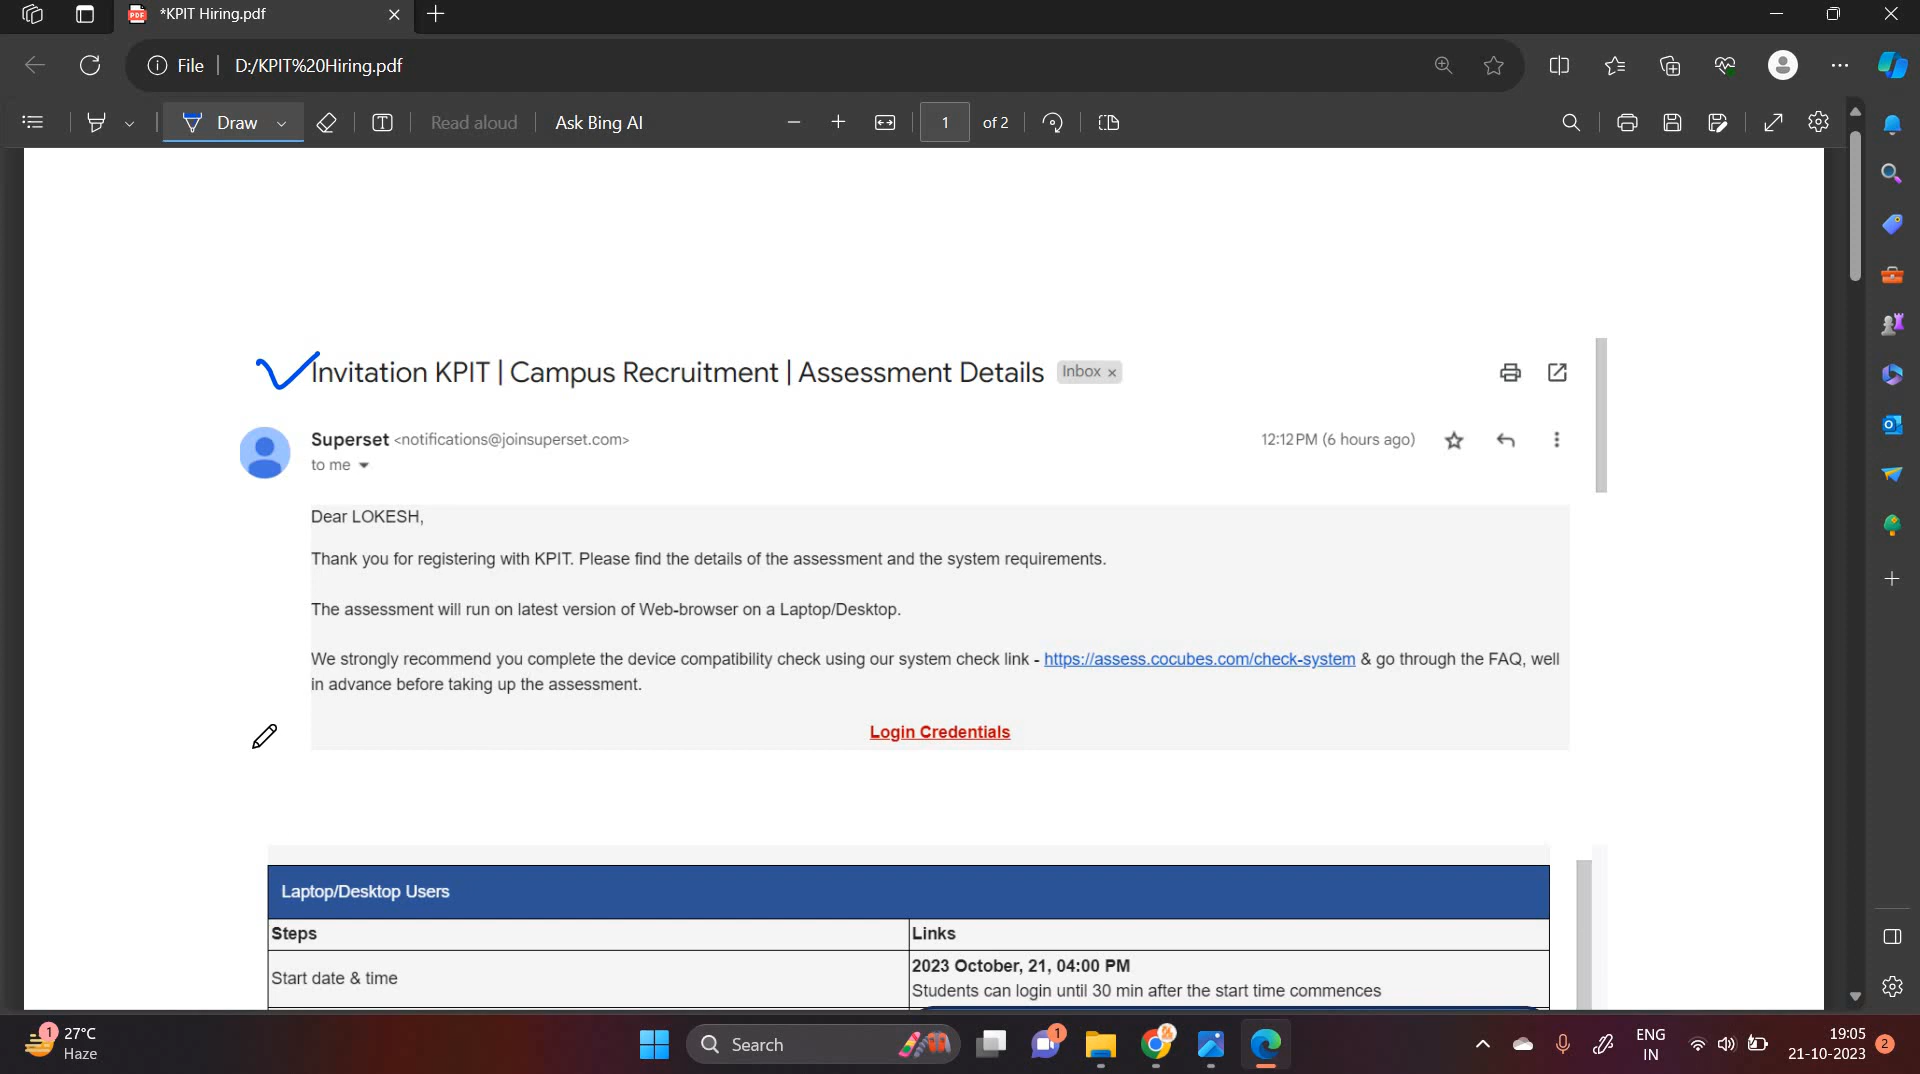 *KPIT Hiring.pdf
File
D:/KPIT%20Hiring.pdf
Draw
Read aloud
Ask Bing AI
1
of 2
Invitation KPIT | Campus Recruitment | Assessment Details
Inbox x
Superset <notifications@joinsuperset.com>
12:12 PM (6 hours ago)
to me
Dear LOKESH,
Thank you for registering with KPIT. Please find the details of the assessment and the system requirements.
The assessment will run on latest version of Web-browser on a Laptop/Desktop.
We strongly recommend you complete the device compatibility check using our system check link - https://assess.cocubes.com/check-system & go through the FAQ, well
in advance before taking up the assessment.
Login Credentials
Laptop/Desktop Users
Steps
Links
Start date & time
2023 October, 21, 04:00 PM
Students can login until 30 min after the start time commences
1
27°C
Haze
Search
1
ENG
IN
19:05
21-10-2023
2